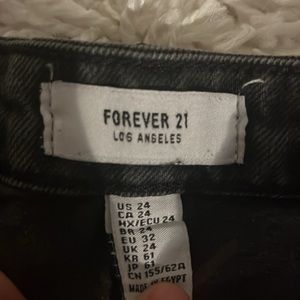 FOREVER 21
LOS ANGELES
US 24
CA 24
MX/ECU 24
BR 24
EU 32
UK 24
KR 61
JP 61
CN 155/62A
MADE IN EGYPT